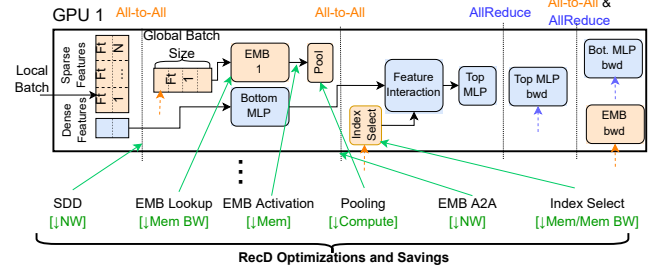 GPU 1
All-to-All
All-to-All
AllReduce
All-to-All &
AllReduce
Local
Batch
Sparse
Features
Dense
Features
Ft
N
Ft
...
Ft
1
Global Batch
Size
Ft
1
EMB
1
Pool
Bottom
MLP
Index
Select
Feature
Interaction
Top
MLP
Top MLP
bwd
Bot. MLP
bwd
EMB
bwd
SDD
[↓NW]
EMB Lookup
[↓Mem BW]
EMB Activation
[↓Mem]
Pooling
[↓Compute]
EMB A2A
[↓NW]
Index Select
[↓Mem/Mem BW]
RecD Optimizations and Savings